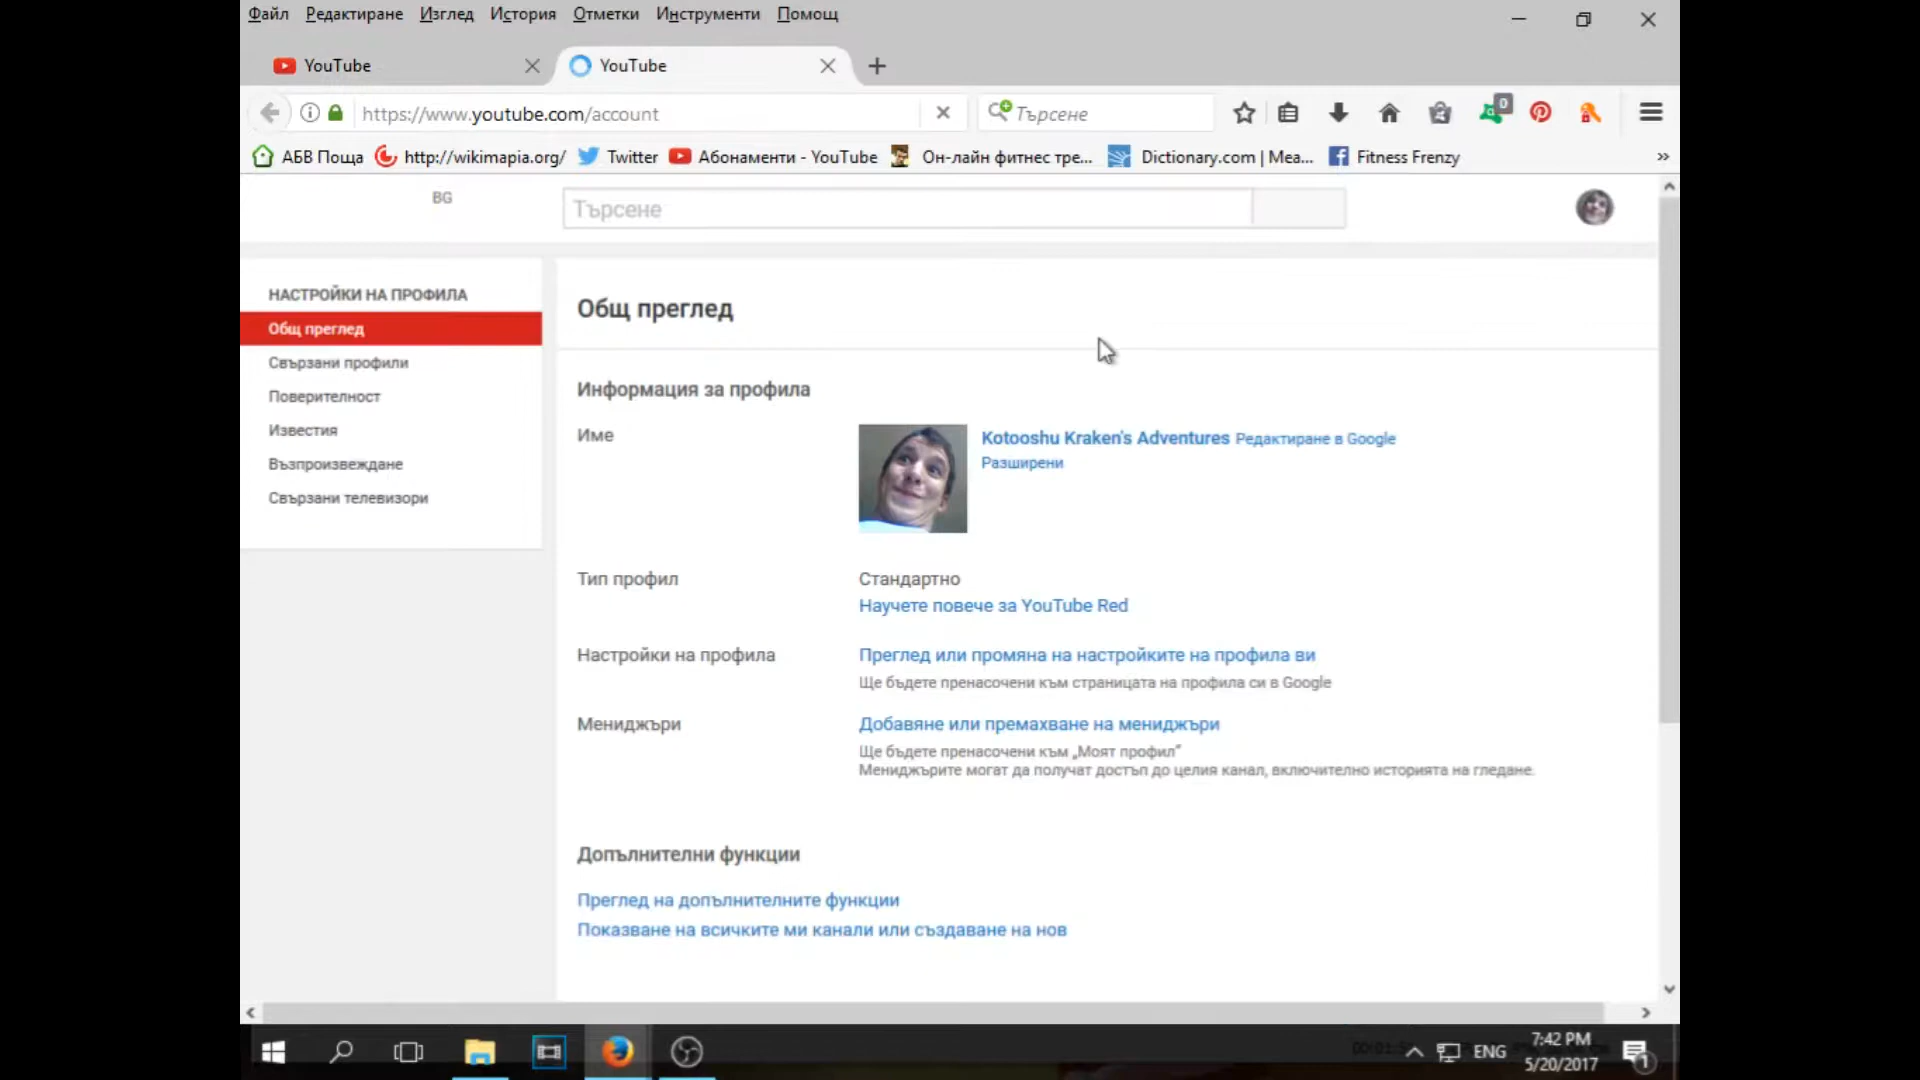 Файл Редактиране Изглед История Отметки Инструменти Помощ
YouTube YouTube
https://www.youtube.com/account Търсене 0
АБВ Поща http://wikimapia.org/ Twitter Абонаменти - YouTube Он-лайн фитнес тре... Dictionary.com | Mea... Fitness Frenzy »
BG
Търсене
НАСТРОЙКИ НА ПРОФИЛА
Общ преглед
Свързани профили
Поверителност
Известия
Възпроизвеждане
Свързани телевизори
Общ преглед
Информация за профила
Име
Kotooshu Kraken's Adventures Редактиране в Google
Разширени
Тип профил
Стандартно
Научете повече за YouTube Red
Настройки на профила
Преглед или промяна на настройките на профила ви
Ще бъдете пренасочени към страницата на профила си в Google
Мениджъри
Добавяне или премахване на мениджъри
Ще бъдете пренасочени към „Моят профил“
Мениджърите могат да получат достъп до целия канал, включително историята на гледане.
Допълнителни функции
Преглед на допълнителните функции
Показване на всичките ми канали или създаване на нов
ENG
7:42 PM
5/20/2017
1